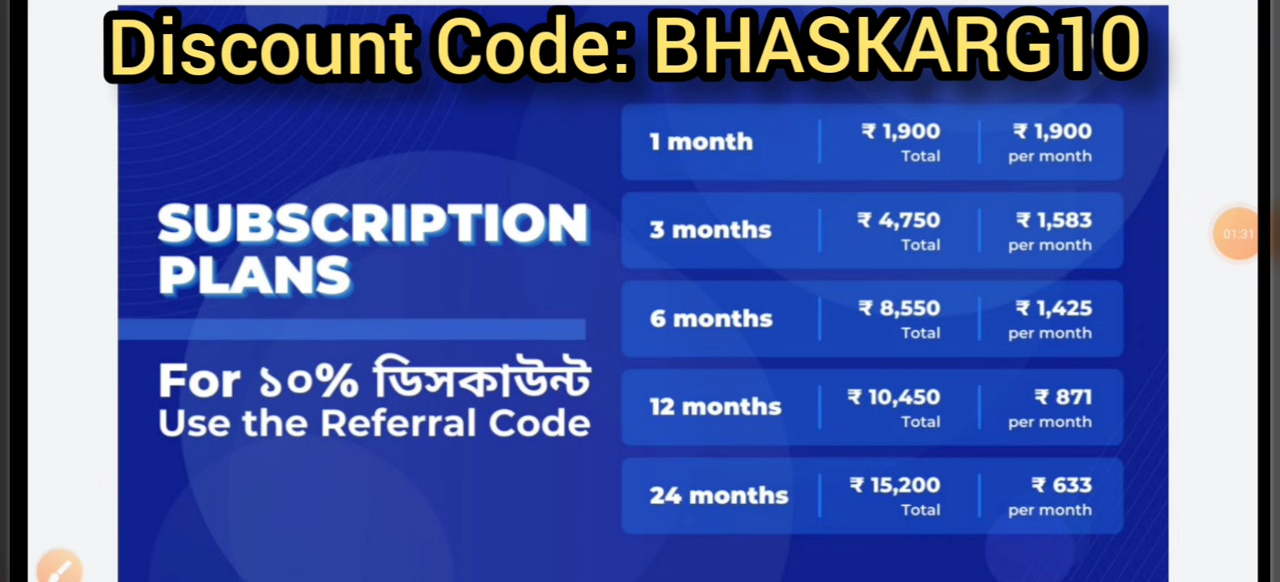 Discount Code: BHASKARG10
SUBSCRIPTION
PLANS
For ১০% ডিসকাউন্ট
Use the Referral Code
1 month ₹ 1,900 Total ₹ 1,900 per month
3 months ₹ 4,750 Total ₹ 1,583 per month
6 months ₹ 8,550 Total ₹ 1,425 per month
12 months ₹ 10,450 Total ₹ 871 per month
24 months ₹ 15,200 Total ₹ 633 per month
01:31